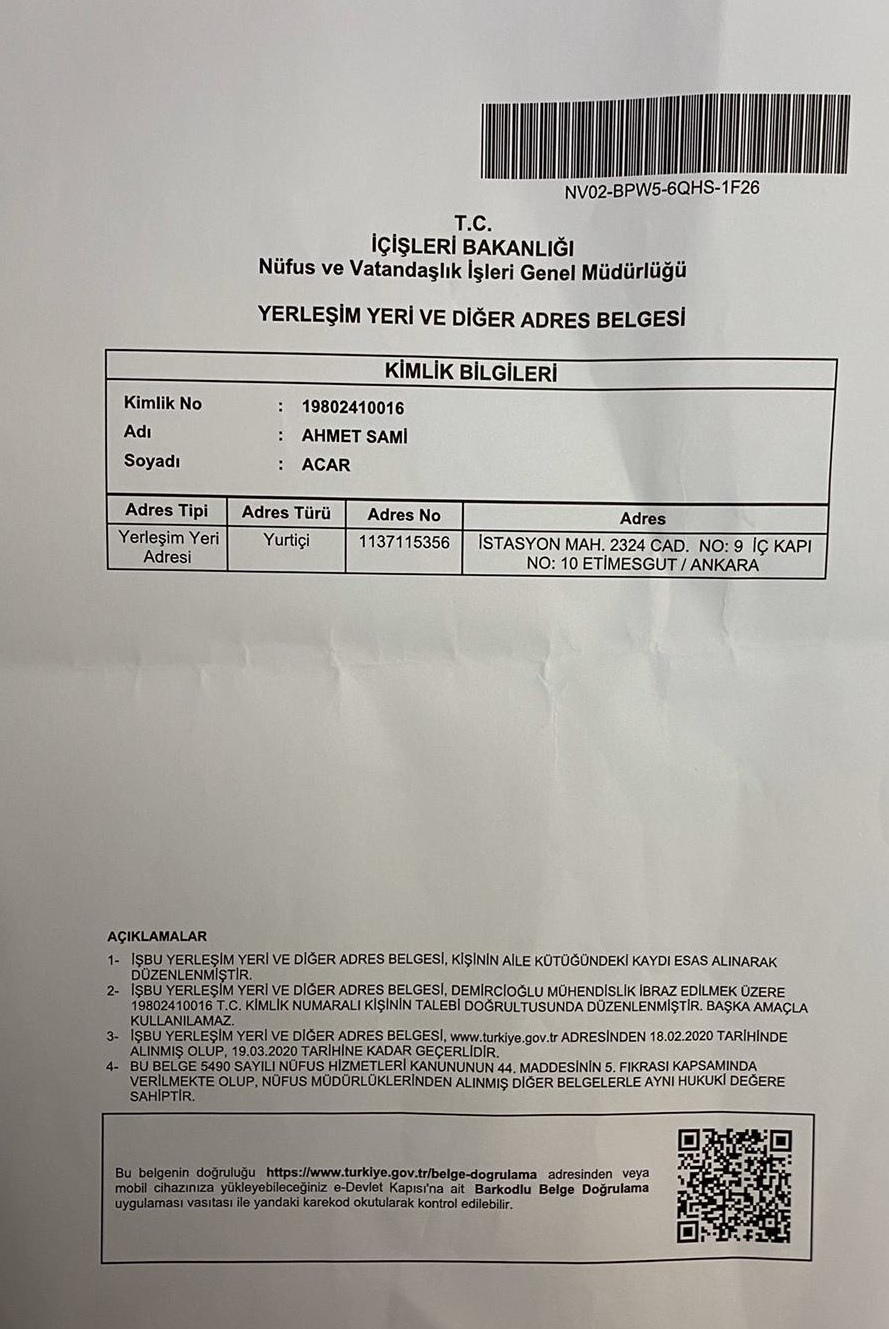 NV02-BPW5-6QHS-1F26
T.C.
İÇİŞLERİ BAKANLIĞI
Nüfus ve Vatandaşlık İşleri Genel Müdürlüğü
YERLEŞİM YERİ VE DİĞER ADRES BELGESİ
KİMLİK BİLGİLERİ
Kimlik No : 19802410016
Adı : AHMET SAMİ
Soyadı : ACAR
Adres Tipi Adres Türü Adres No Adres
Yerleşim Yeri Yurtiçi 1137115356 İSTASYON MAH. 2324 CAD. NO: 9 İÇ KAPI
Adresi NO: 10 ETİMESGUT / ANKARA
AÇIKLAMALAR
1- İŞBU YERLEŞİM YERİ VE DİĞER ADRES BELGESİ, KİŞİNİN AİLE KÜTÜĞÜNDEKİ KAYDI ESAS ALINARAK
DÜZENLENMİŞTİR.
2- İŞBU YERLEŞİM YERİ VE DİĞER ADRES BELGESİ, DEMİRCİOĞLU MÜHENDİSLİK İBRAZ EDİLMEK ÜZERE
19802410016 T.C. KİMLİK NUMARALI KİŞİNİN TALEBİ DOĞRULTUSUNDA DÜZENLENMİŞTİR. BAŞKA AMAÇLA
KULLANILAMAZ.
3- İŞBU YERLEŞİM YERİ VE DİĞER ADRES BELGESİ, www.turkiye.gov.tr ADRESİNDEN 18.02.2020 TARİHİNDE
ALINMIŞ OLUP, 19.03.2020 TARİHİNE KADAR GEÇERLİDİR.
4- BU BELGE 5490 SAYILI NÜFUS HİZMETLERİ KANUNUNUN 44. MADDESİNİN 5. FIKRASI KAPSAMINDA
VERİLMEKTE OLUP, NÜFUS MÜDÜRLÜKLERİNDEN ALINMIŞ DİĞER BELGELERLE AYNI HUKUKİ DEĞERE
SAHİPTİR.
Bu belgenin doğruluğu https://www.turkiye.gov.tr/belge-dogrulama adresinden veya
mobil cihazınıza yükleyebileceğiniz e-Devlet Kapısı'na ait Barkodlu Belge Doğrulama
uygulaması vasıtası ile yandaki karekod okutularak kontrol edilebilir.